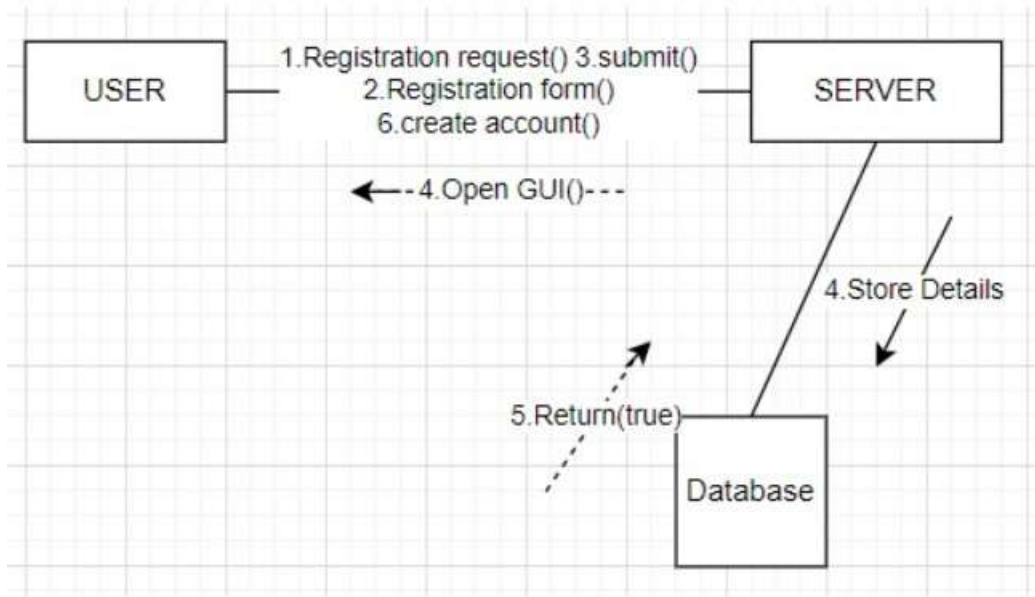 USER
1.Registration request() 3.submit()
2.Registration form()
6.create account()
SERVER
4.Open GUI()
4.Store Details
5.Return(true)
Database